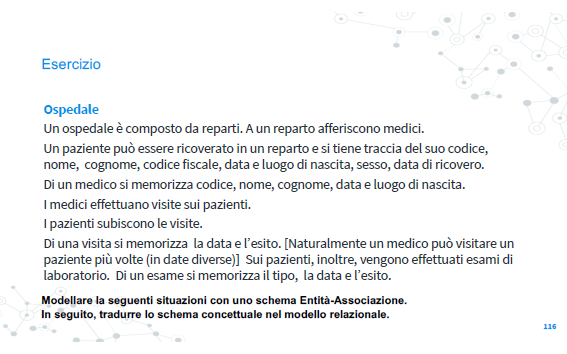 Esercizio
Ospedale
Un ospedale è composto da reparti. A un reparto afferiscono medici.
Un paziente può essere ricoverato in un reparto e si tiene traccia del suo codice,
nome, cognome, codice fiscale, data e luogo di nascita, sesso, data di ricovero.
Di un medico si memorizza codice, nome, cognome, data e luogo di nascita.
I medici effettuano visite sui pazienti.
I pazienti subiscono le visite.
Di una visita si memorizza la data e l'esito. [Naturalmente un medico può visitare un
paziente più volte (in date diverse)] Sui pazienti, inoltre, vengono effettuati esami di
laboratorio. Di un esame si memorizza il tipo, la data e l'esito.
Modellare la seguenti situazioni con uno schema Entità-Associazione.
In seguito, tradurre lo schema concettuale nel modello relazionale.
116